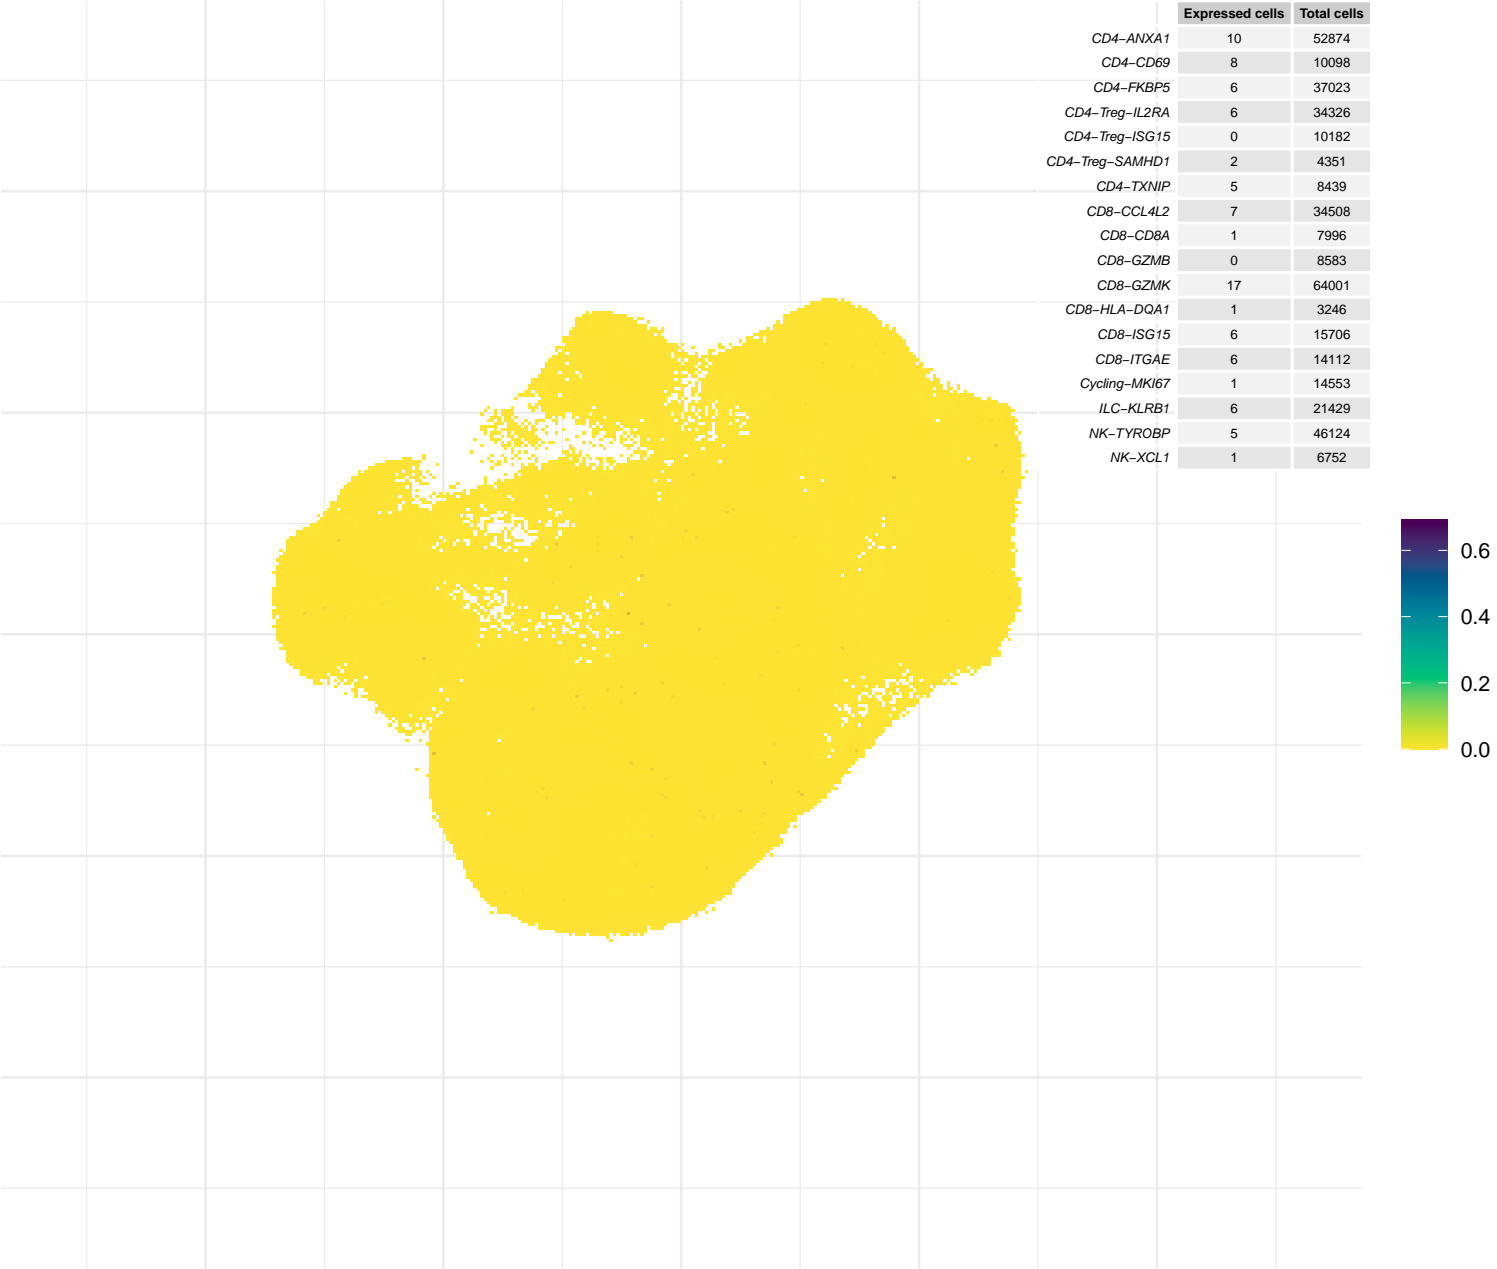 Expressed cells Total cells
CD4−ANXA1 10 52874
CD4−CD69 8 10098
CD4−FKBP5 6 37023
CD4−Treg−IL2RA 6 34326
CD4−Treg−ISG15 0 10182
CD4−Treg−SAMHD1 2 4351
CD4−TXNIP 5 8439
CD8−CCL4L2 7 34508
CD8−CD8A 1 7996
CD8−GZMB 0 8583
CD8−GZMK 17 64001
CD8−HLA−DQA1 1 3246
CD8−ISG15 6 15706
CD8−ITGAE 6 14112
Cycling−MKI67 1 14553
ILC−KLRB1 6 21429
NK−TYROBP 5 46124
NK−XCL1 1 6752
0.6
0.4
0.2
0.0